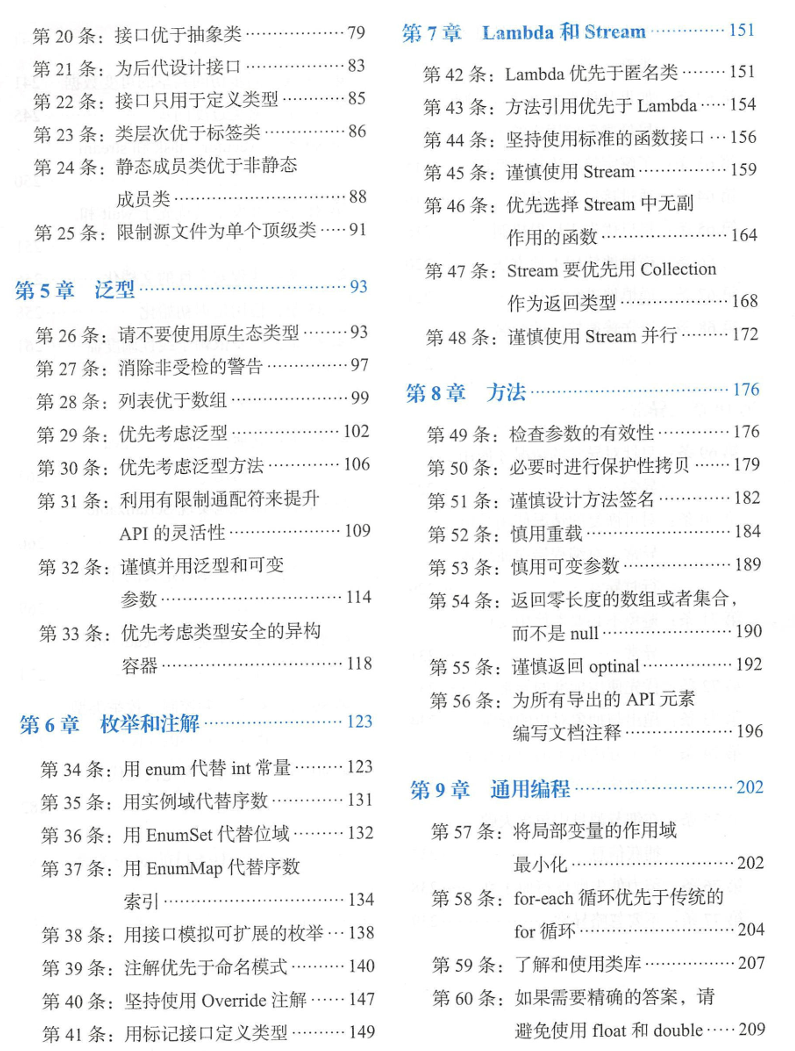 第 20 条：接口优于抽象类 ················ 79
第 21 条：为后代设计接口 ················ 83
第 22 条：接口只用于定义类型 ············ 85
第 23 条：类层次优于标签类 ·············· 86
第 24 条：静态成员类优于非静态
成员类 ···························· 88
第 25 条：限制源文件为单个顶级类 ····· 91
第 5 章 泛型 ································ 93
第 26 条：请不要使用原生态类型 ········ 93
第 27 条：消除非受检的警告 ·············· 97
第 28 条：列表优于数组 ··················· 99
第 29 条：优先考虑泛型 ················· 102
第 30 条：优先考虑泛型方法 ············ 106
第 31 条：利用有限制通配符来提升
API 的灵活性 ···················· 109
第 32 条：谨慎并用泛型和可变
参数 ································ 114
第 33 条：优先考虑类型安全的异构
容器 ································ 118
第 6 章 枚举和注解 ························ 123
第 34 条：用 enum 代替 int 常量 ········· 123
第 35 条：用实例域代替序数 ············ 131
第 36 条：用 EnumSet 代替位域 ········· 132
第 37 条：用 EnumMap 代替序数
索引 ································ 134
第 38 条：用接口模拟可扩展的枚举 ··· 138
第 39 条：注解优先于命名模式 ········· 140
第 40 条：坚持使用 Override 注解 ······ 147
第 41 条：用标记接口定义类型 ········· 149
第 7 章 Lambda 和 Stream ·············· 151
第 42 条：Lambda 优先于匿名类 ········ 151
第 43 条：方法引用优先于 Lambda ····· 154
第 44 条：坚持使用标准的函数接口 ··· 156
第 45 条：谨慎使用 Stream ··············· 159
第 46 条：优先选择 Stream 中无副
作用的函数 ······················ 164
第 47 条：Stream 要优先用 Collection
作为返回类型 ··················· 168
第 48 条：谨慎使用 Stream 并行 ········ 172
第 8 章 方法 ································ 176
第 49 条：检查参数的有效性 ············ 176
第 50 条：必要时进行保护性拷贝 ······ 179
第 51 条：谨慎设计方法签名 ············ 182
第 52 条：慎用重载 ······················ 184
第 53 条：慎用可变参数 ················· 189
第 54 条：返回零长度的数组或者集合，
而不是 null ······················· 190
第 55 条：谨慎返回 optinal ··············· 192
第 56 条：为所有导出的 API 元素
编写文档注释 ··················· 196
第 9 章 通用编程 ··························· 202
第 57 条：将局部变量的作用域
最小化 ···························· 202
第 58 条：for-each 循环优先于传统的
for 循环 ··························· 204
第 59 条：了解和使用类库 ··············· 207
第 60 条：如果需要精确的答案，请
避免使用 float 和 double ····· 209